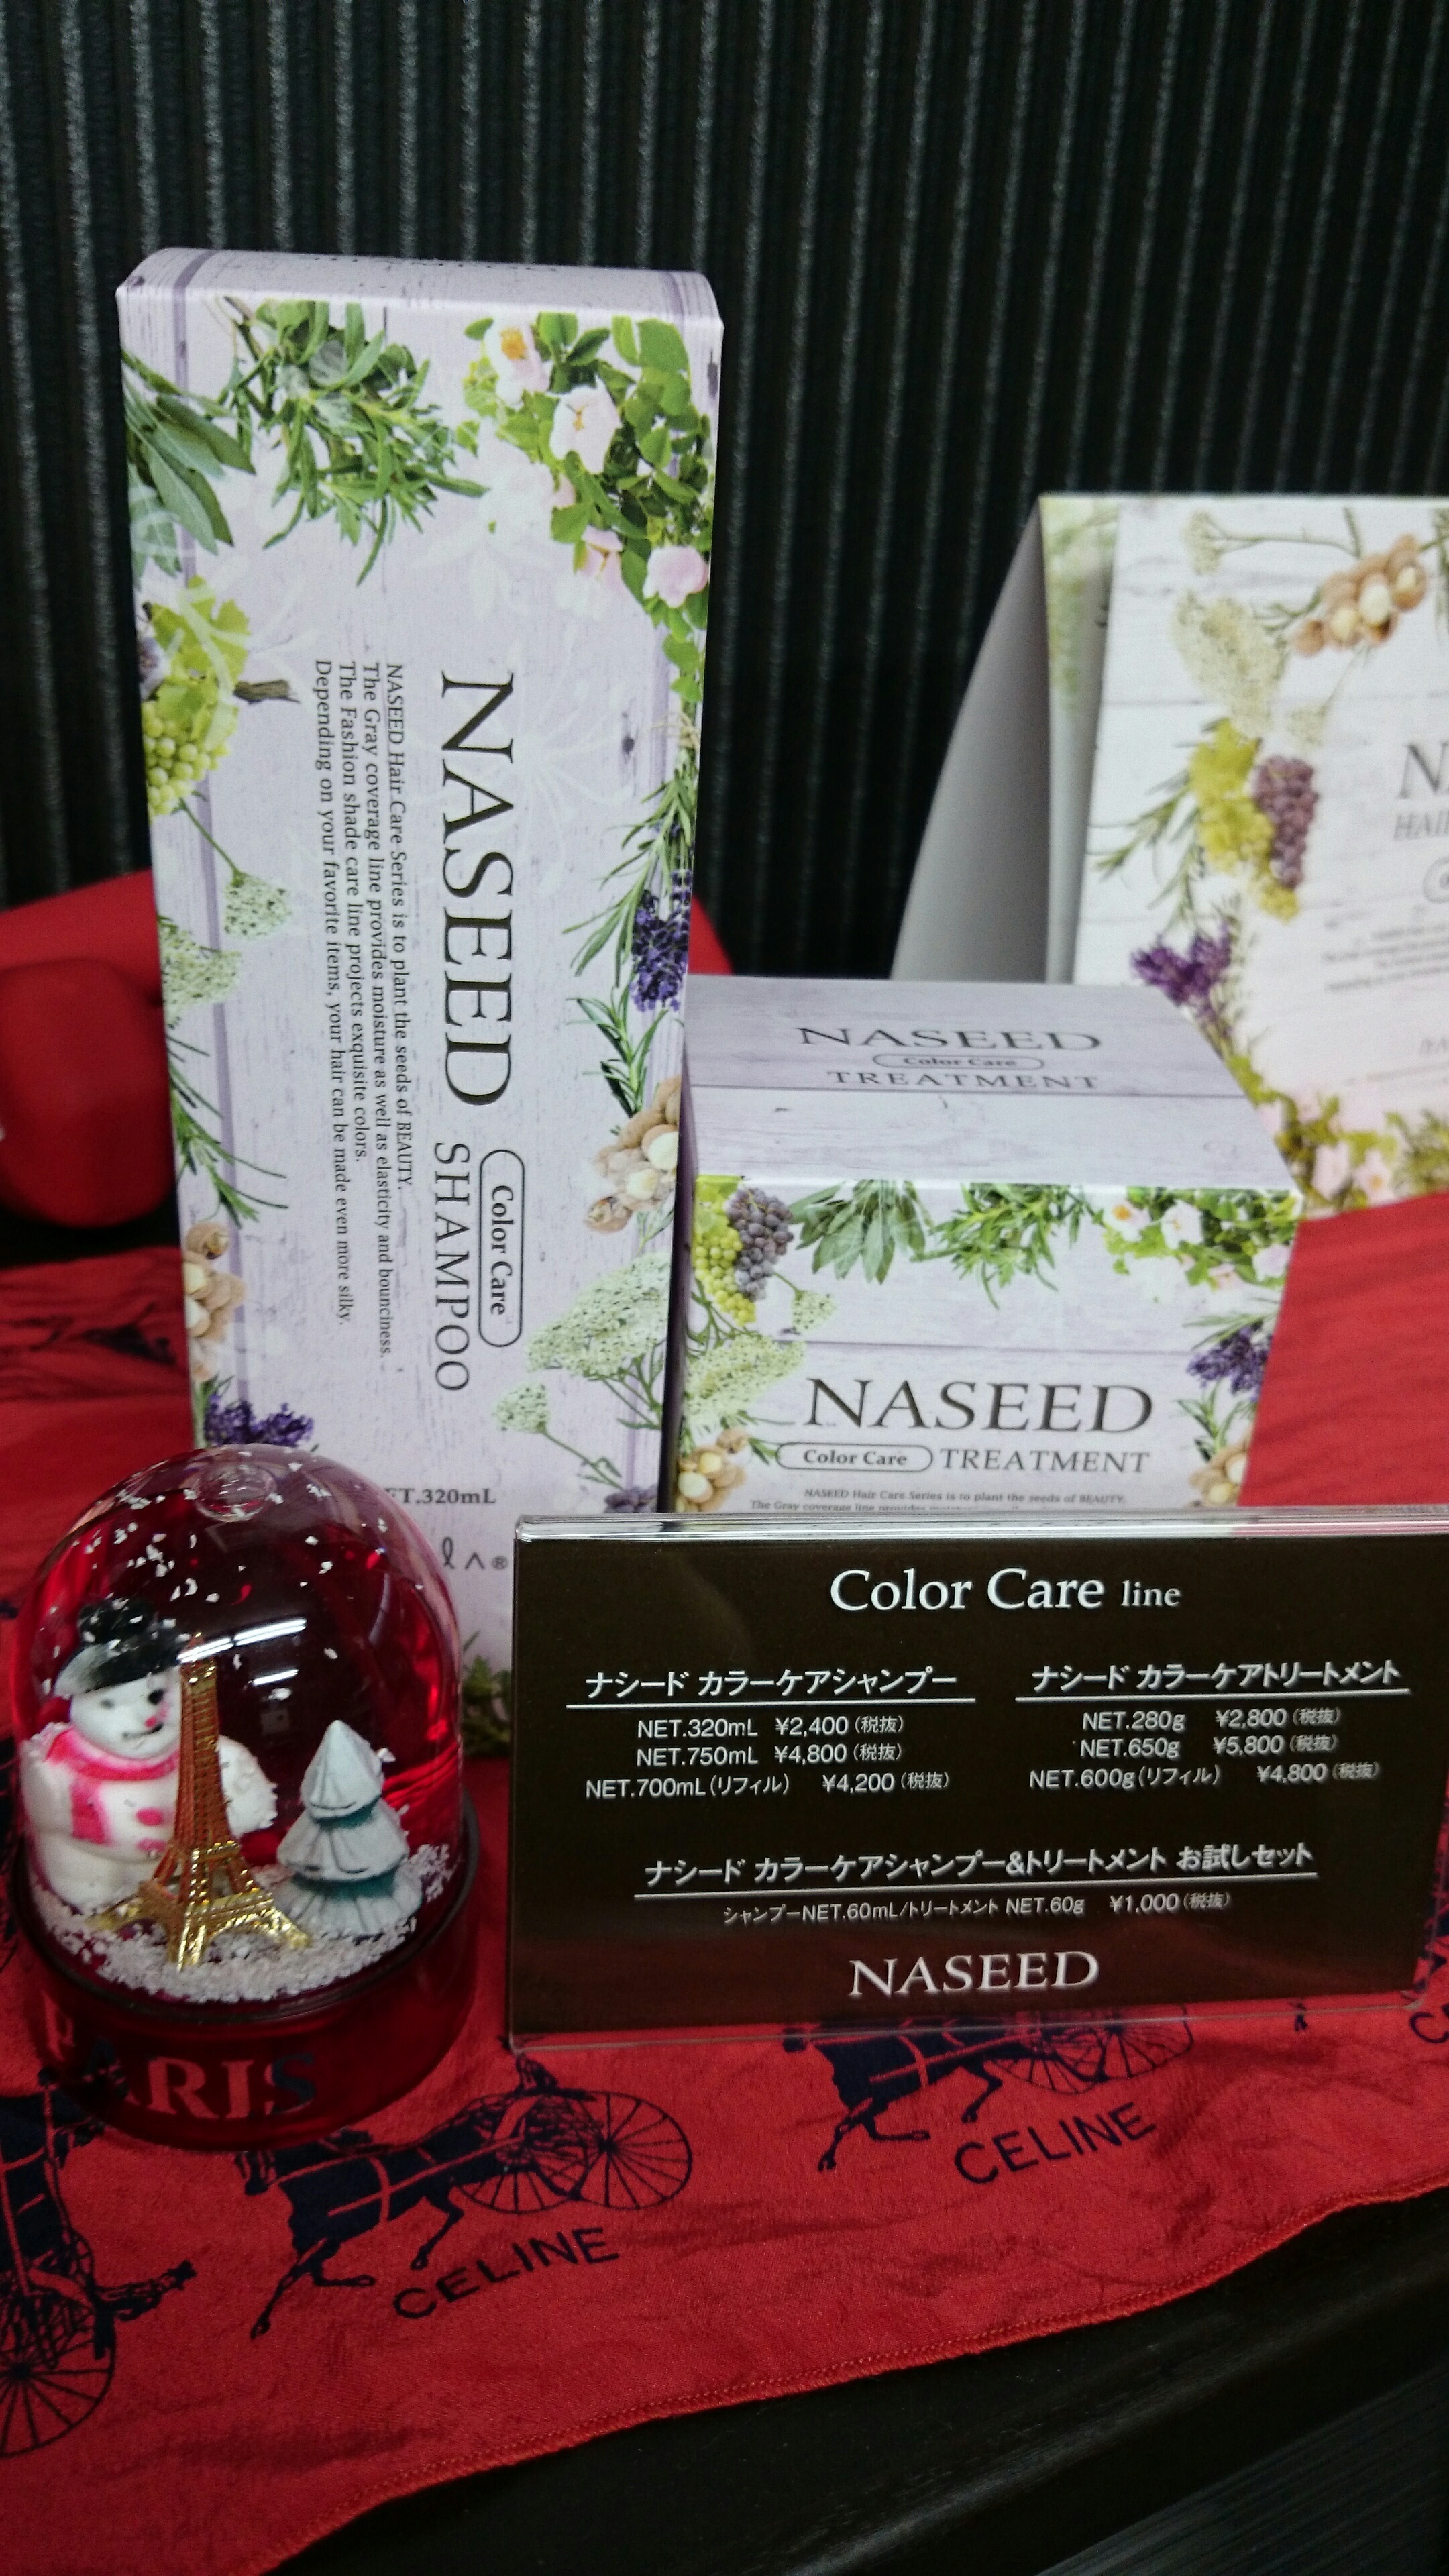 NASEED
Color Care
SHAMPOO
NASEED Hair Care Series is to plant the seeds of BEAUTY.
The Gray coverage line provides moisture as well as elasticity and bounciness.
The Fashion shade care line projects exquisite colors.
Depending on your favorite items, your hair can be made even more silky.
ET.320mL
NASEED
Color Care
TREATMENT
NASEED
Color Care TREATMENT
NASEED Hair Care Series is to plant the seeds of BEAUTY.
The Gray coverage line provides
Color Care line
ナシード カラーケアシャンプー
NET.320mL ¥2,400(税抜)
NET.750mL ¥4,800(税抜)
NET.700mL(リフィル) ¥4,200(税抜)
ナシード カラーケアトリートメント
NET.280g ¥2,800(税抜)
NET.650g ¥5,800(税抜)
NET.600g(リフィル) ¥4,800(税抜)
ナシード カラーケアシャンプー&トリートメント お試しセット
シャンプーNET.60mL/トリートメント NET.60g ¥1,000(税抜)
NASEED
PARIS
CELINE
CELINE